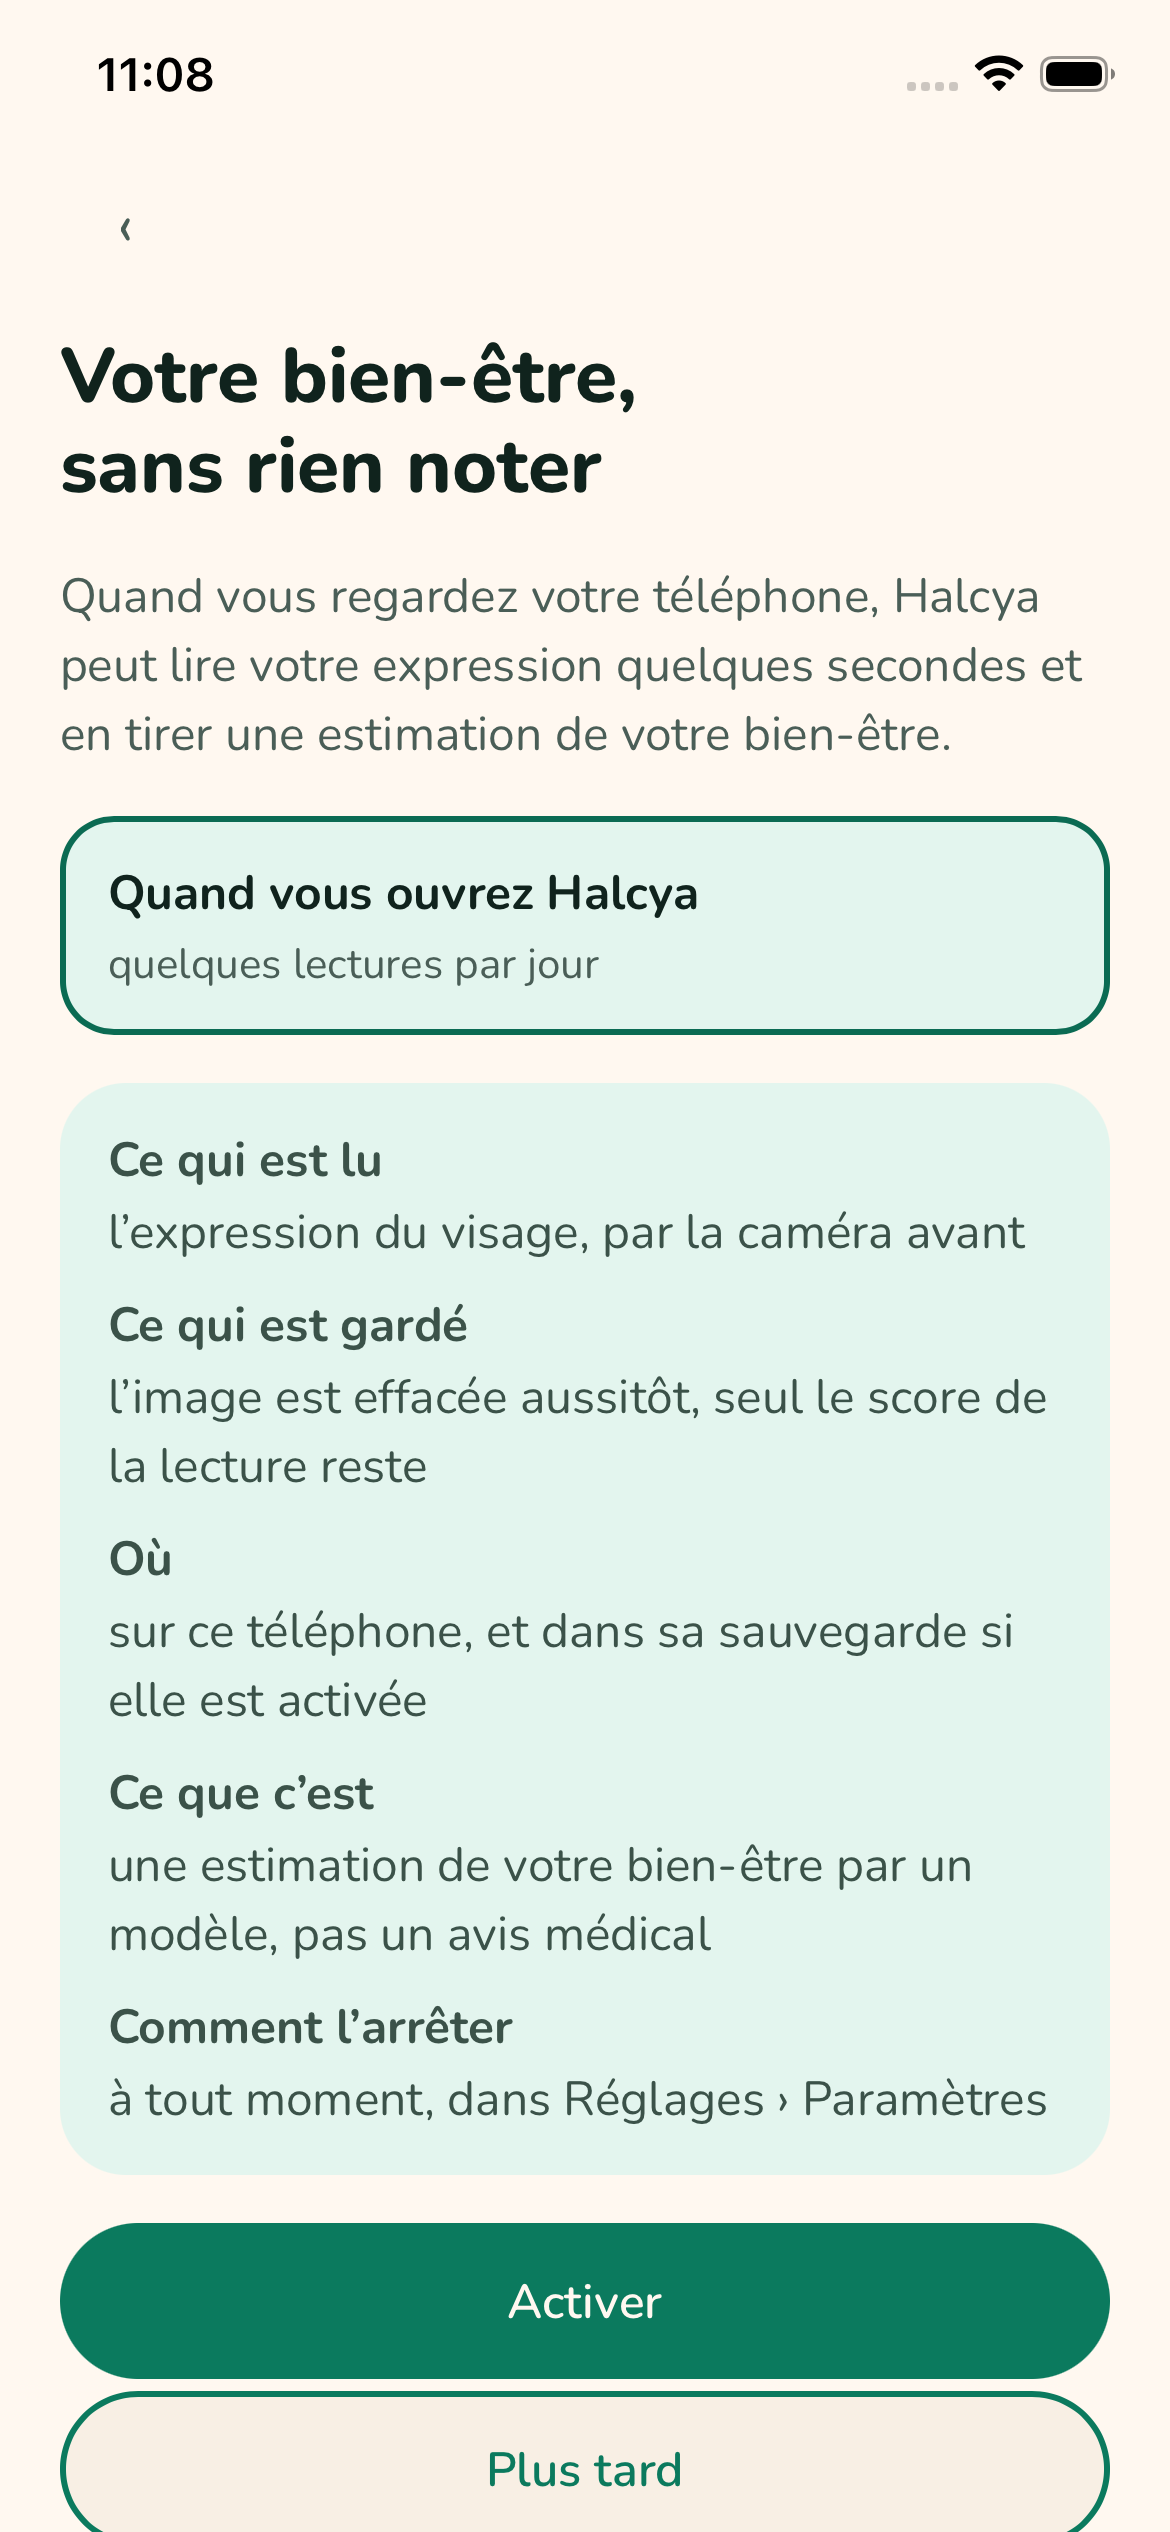 11:08
‹
Votre bien-être,
sans rien noter
Quand vous regardez votre téléphone, Halcya
peut lire votre expression quelques secondes et
en tirer une estimation de votre bien-être.
Quand vous ouvrez Halcya
quelques lectures par jour
Ce qui est lu
l’expression du visage, par la caméra avant
Ce qui est gardé
l’image est effacée aussitôt, seul le score de
la lecture reste
Où
sur ce téléphone, et dans sa sauvegarde si
elle est activée
Ce que c’est
une estimation de votre bien-être par un
modèle, pas un avis médical
Comment l’arrêter
à tout moment, dans Réglages › Paramètres
Activer
Plus tard